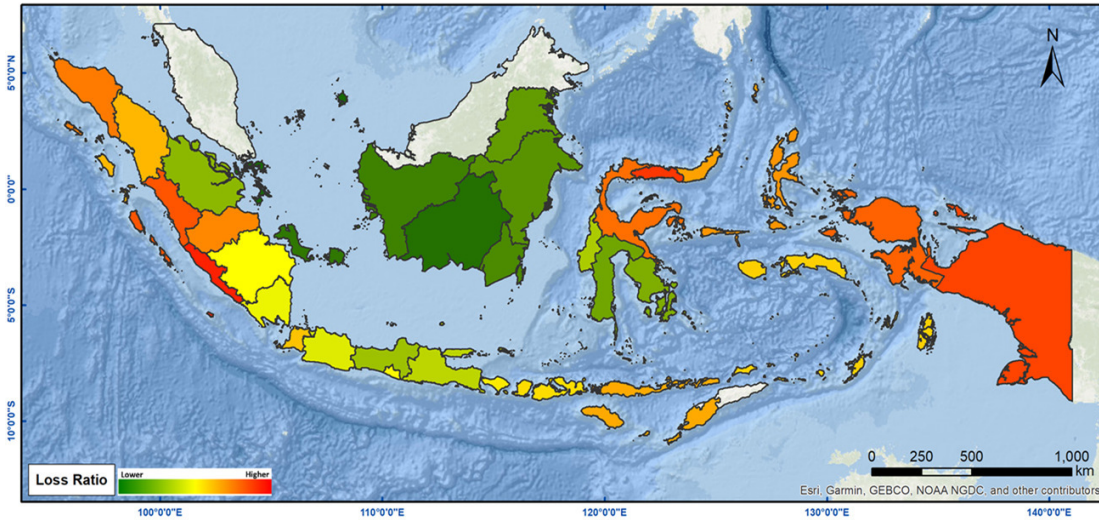 N
5°0'0"N
0°0'0"
5°0'0"S
10°0'0"S
Loss Ratio
Lower
Higher
0 250 500 1,000
km
Esri, Garmin, GEBCO, NOAA NGDC, and other contributors
100°0'0"E
110°0'0"E
120°0'0"E
130°0'0"E
140°0'0"E